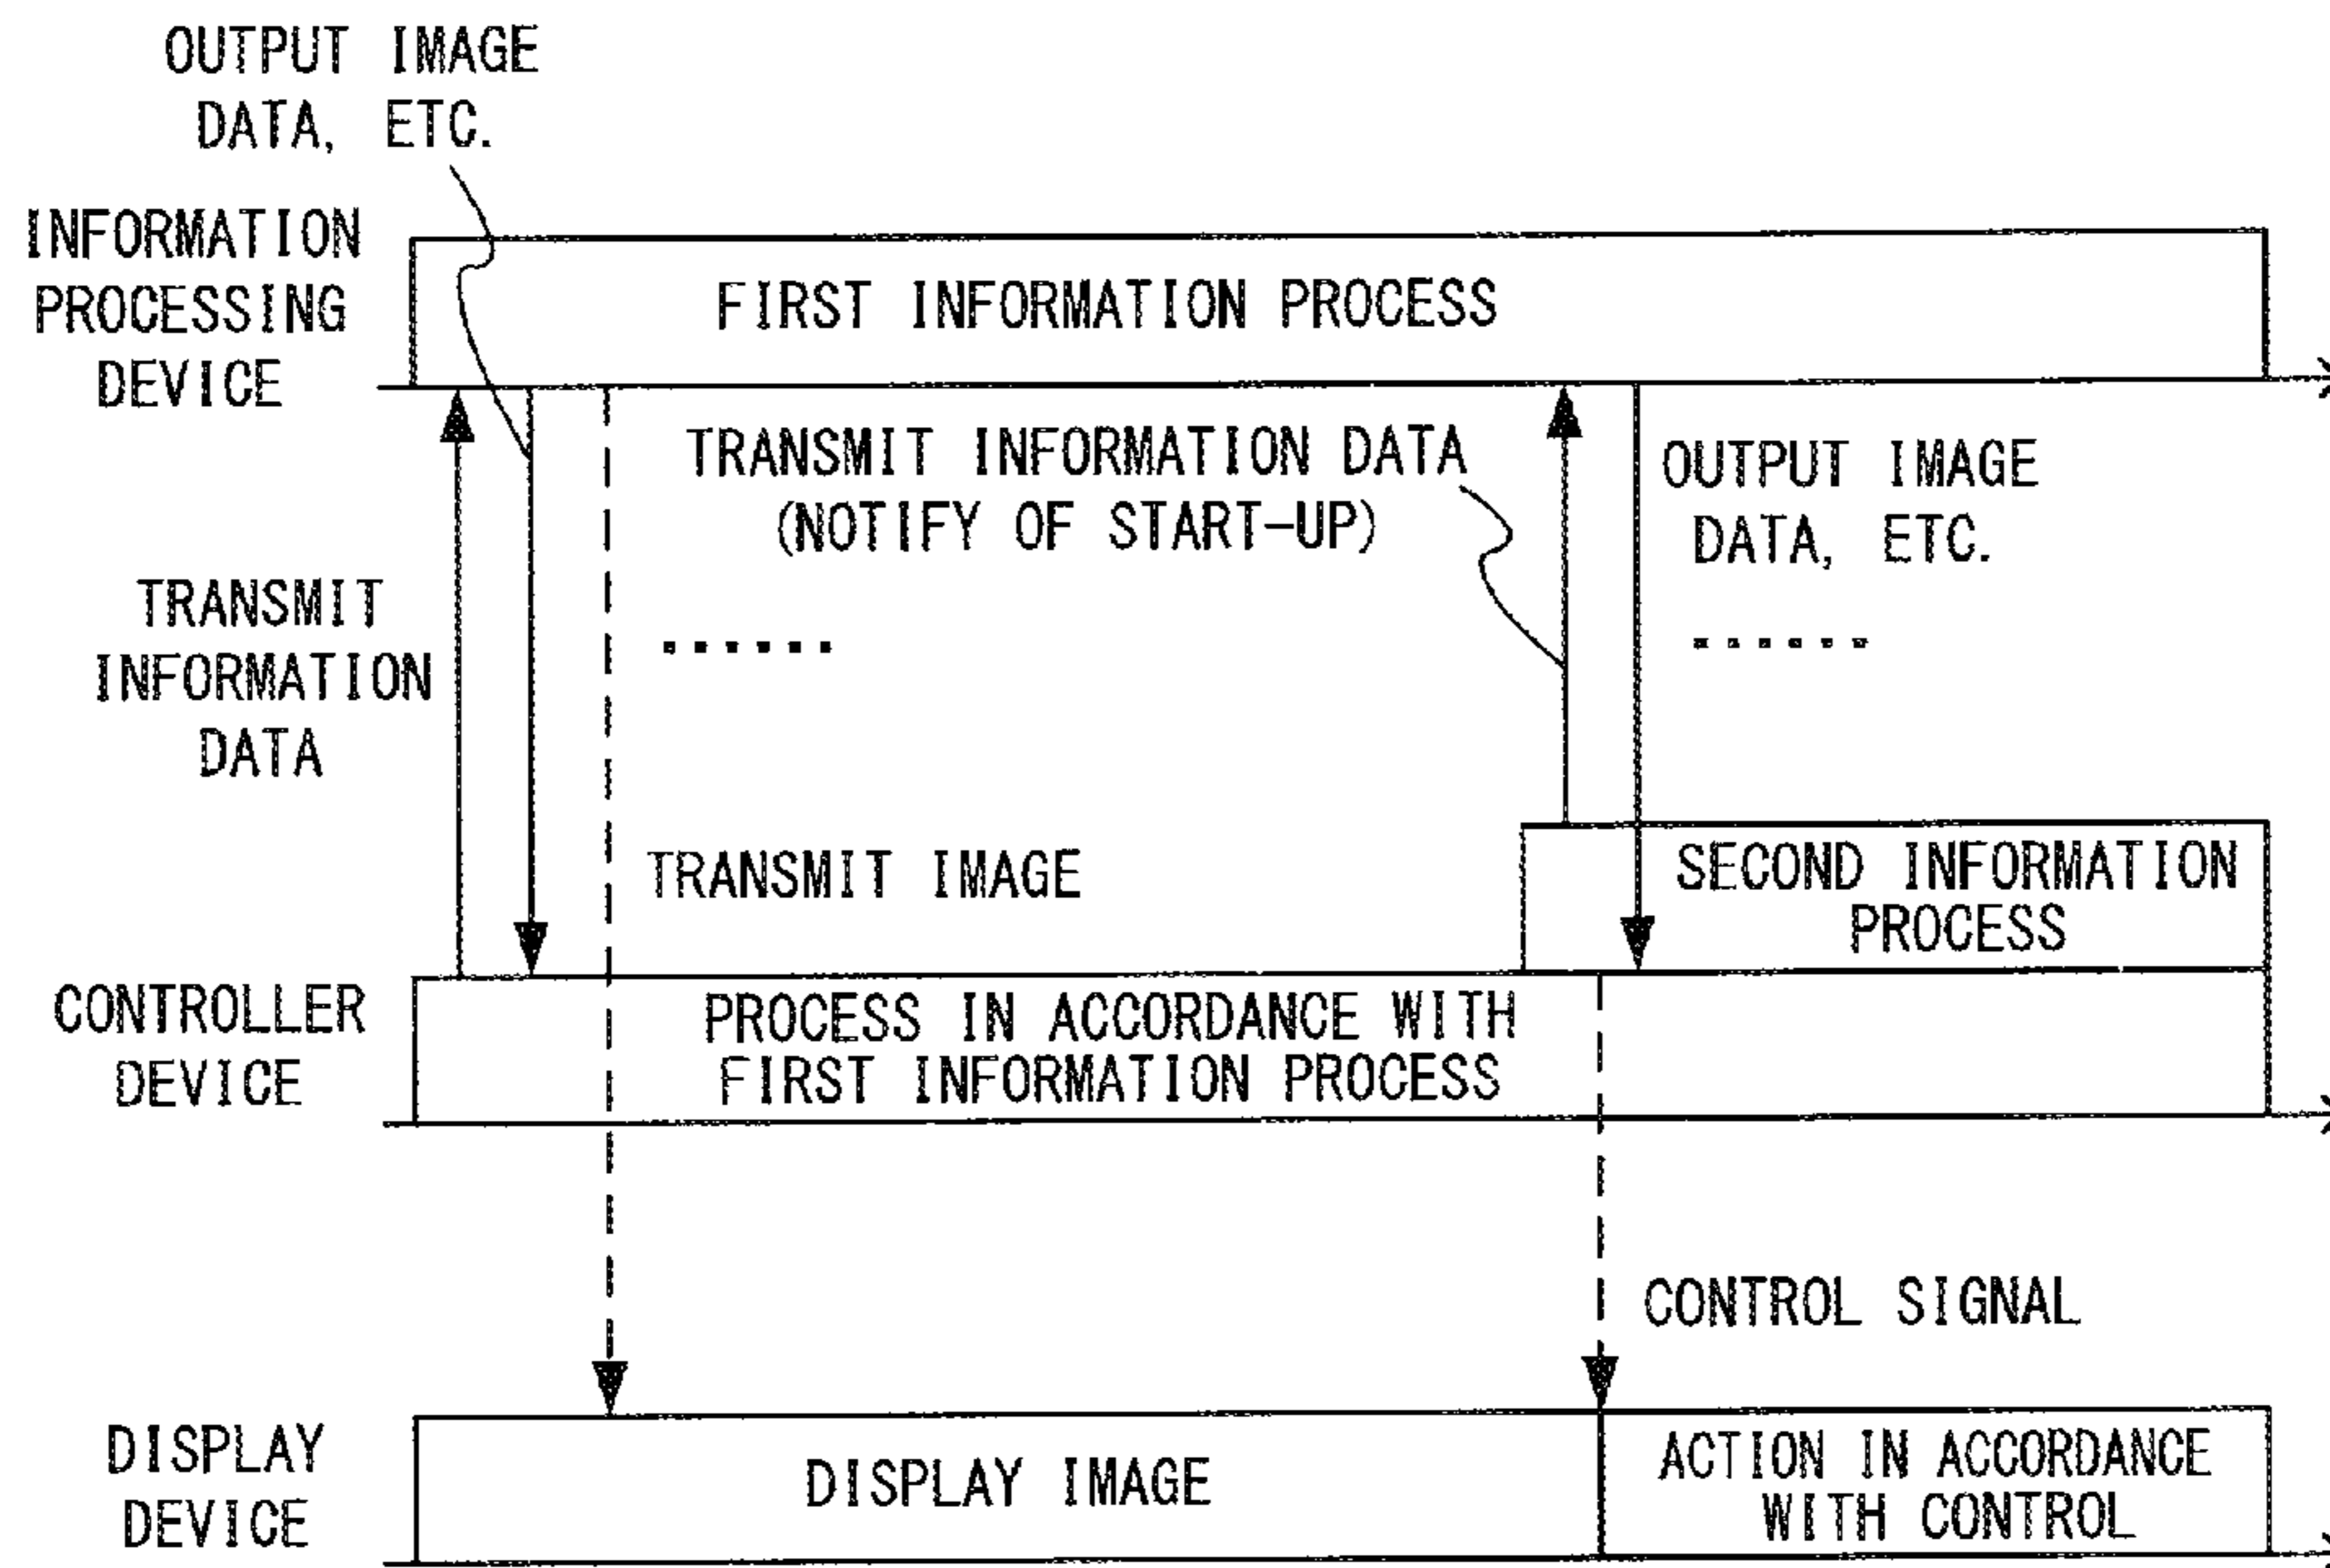 OUTPUT IMAGE
DATA, ETC.
INFORMATION
PROCESSING
DEVICE
FIRST INFORMATION PROCESS
TRANSMIT INFORMATION DATA
(NOTIFY OF START-UP)
OUTPUT IMAGE
DATA, ETC.
......
......
TRANSMIT
INFORMATION
DATA
TRANSMIT IMAGE
SECOND INFORMATION
PROCESS
CONTROLLER
DEVICE
PROCESS IN ACCORDANCE WITH
FIRST INFORMATION PROCESS
CONTROL SIGNAL
DISPLAY
DEVICE
DISPLAY IMAGE
ACTION IN ACCORDANCE
WITH CONTROL